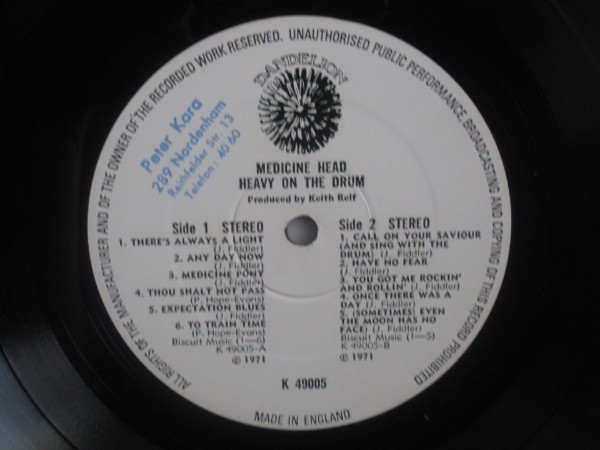 ALL RIGHTS OF THE MANUFACTURER AND OF THE OWNER OF THE RECORDED WORK RESERVED. UNAUTHORISED PUBLIC PERFORMANCE, BROADCASTING AND COPYING OF THIS RECORD PROHIBITED
DANDELION
Peter Kara
289 Nordenham
Reithfelder Str. 13
Telefon: 40 60
MEDICINE HEAD
HEAVY ON THE DRUM
Produced by Keith Relf
Side 1 STEREO
1. THERE'S ALWAYS A LIGHT
(J. Fiddler)
2. ANY DAY NOW
(J. Fiddler)
3. MEDICINE PONY
(J. Fiddler)
4. THOU SHALT NOT PASS
(P. Hope-Evans)
5. EXPECTATION BLUES
(J. Fiddler)
6. TO TRAIN TIME
(P. Hope-Evans)
Biscuit Music (1—6)
K 49005-A
℗ 1971
Side 2 STEREO
1. CALL ON YOUR SAVIOUR
(AND SING WITH THE
DRUM) (J. Fiddler)
2. HAVE NO FEAR
(J. Fiddler)
3. YOU GOT ME ROCKIN'
AND ROLLIN' (J. Fiddler)
4. ONCE THERE WAS A
DAY (J. Fiddler)
5. (SOMETIMES) EVEN
THE MOON HAS NO
FACE) (J. Fiddler)
Biscuit Music (1—5)
K 49005-B
℗ 1971
K 49005
MADE IN ENGLAND